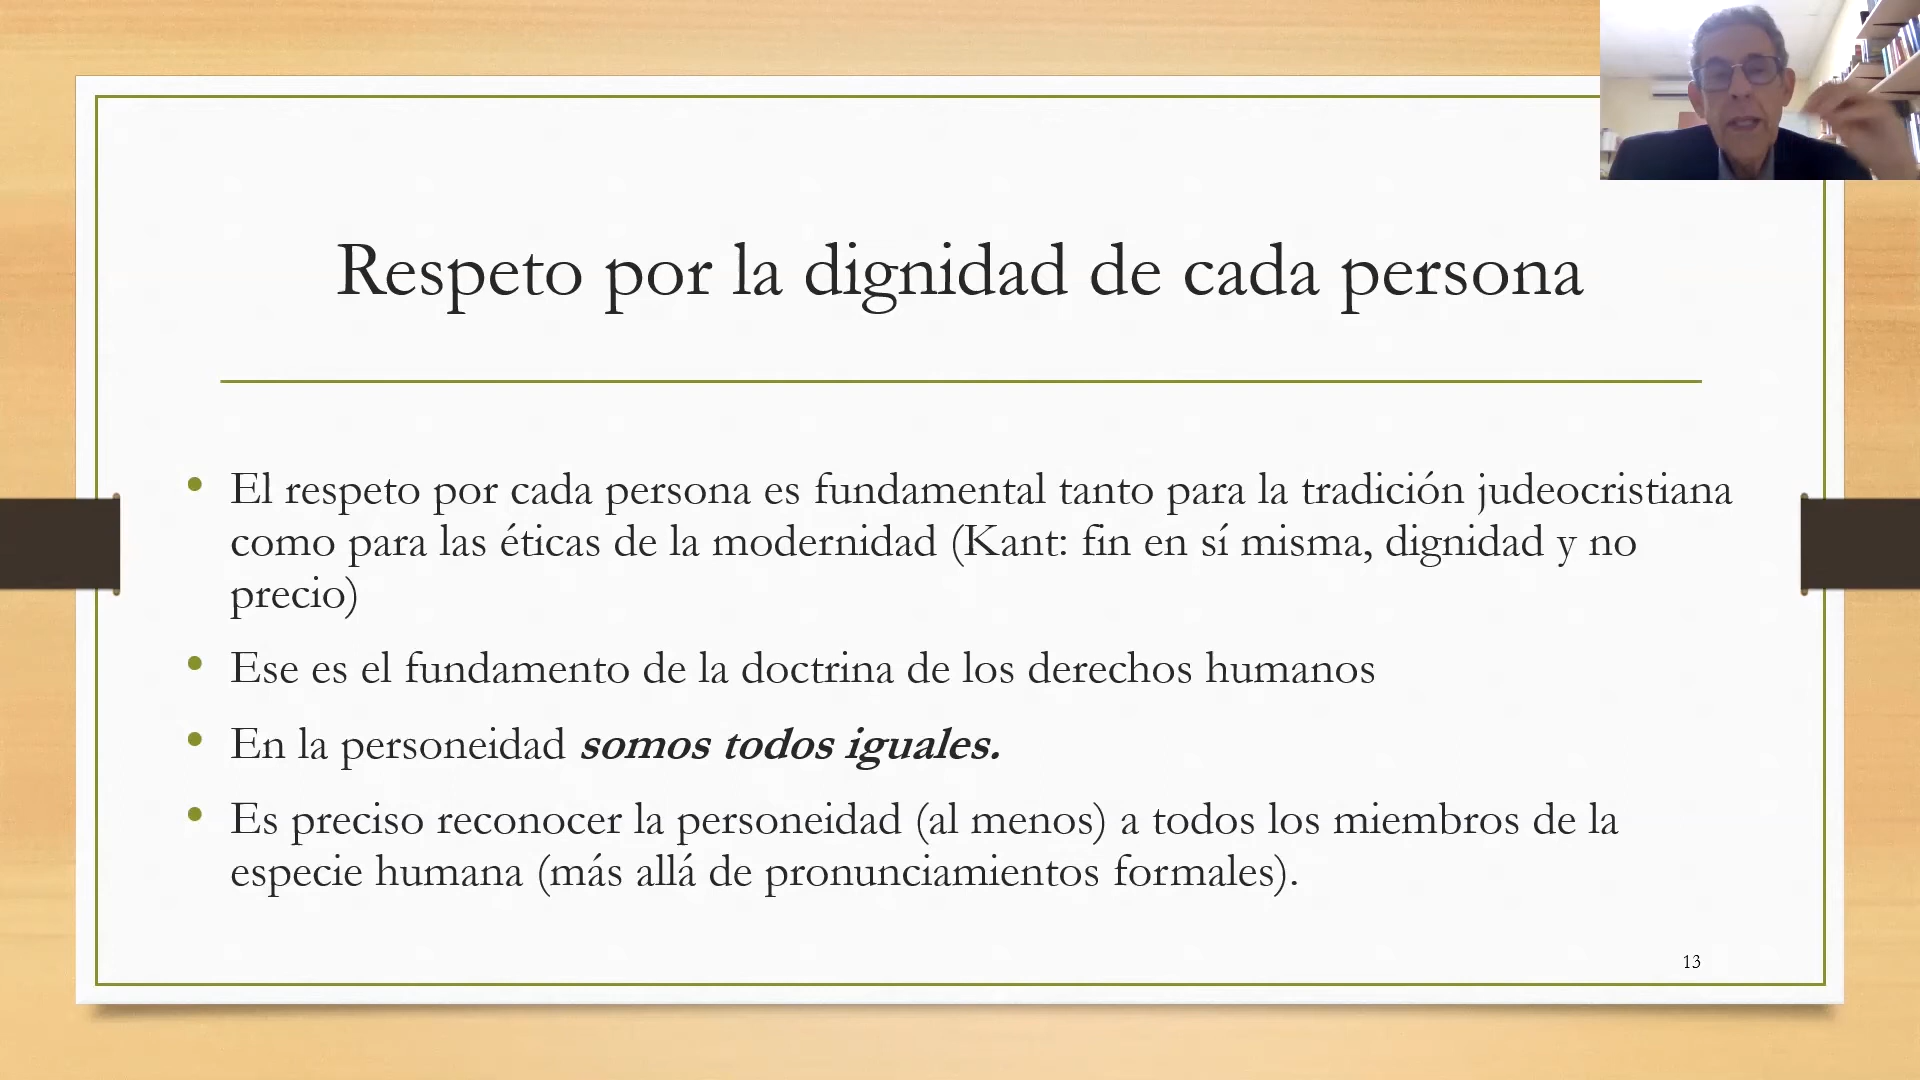 Respeto por la dignidad de cada persona
• El respeto por cada persona es fundamental tanto para la tradición judeocristiana
como para las éticas de la modernidad (Kant: fin en sí misma, dignidad y no
precio)
• Ese es el fundamento de la doctrina de los derechos humanos
• En la personeidad somos todos iguales.
• Es preciso reconocer la personeidad (al menos) a todos los miembros de la
especie humana (más allá de pronunciamientos formales).
13